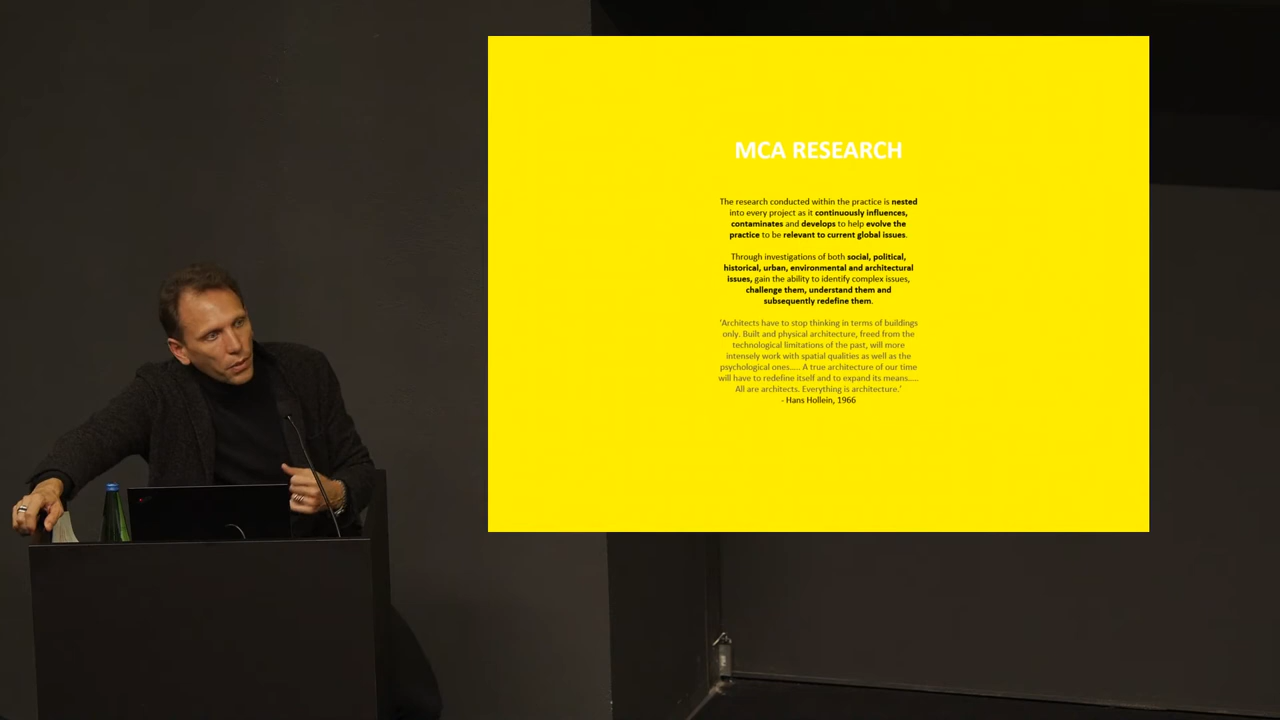 MCA RESEARCH
The research conducted within the practice is nested
into every project as it continuously influences,
contaminates and develops to help evolve the
practice to be relevant to current global issues.
Through investigations of both social, political,
historical, urban, environmental and architectural
issues, gain the ability to identify complex issues,
challenge them, understand them and
subsequently redefine them.
'Architects have to stop thinking in terms of buildings
only. Built and physical architecture, freed from the
technological limitations of the past, will more
intensely work with spatial qualities as well as the
psychological ones..... A true architecture of our time
will have to redefine itself and to expand its means.....
All are architects. Everything is architecture.'
- Hans Hollein, 1966